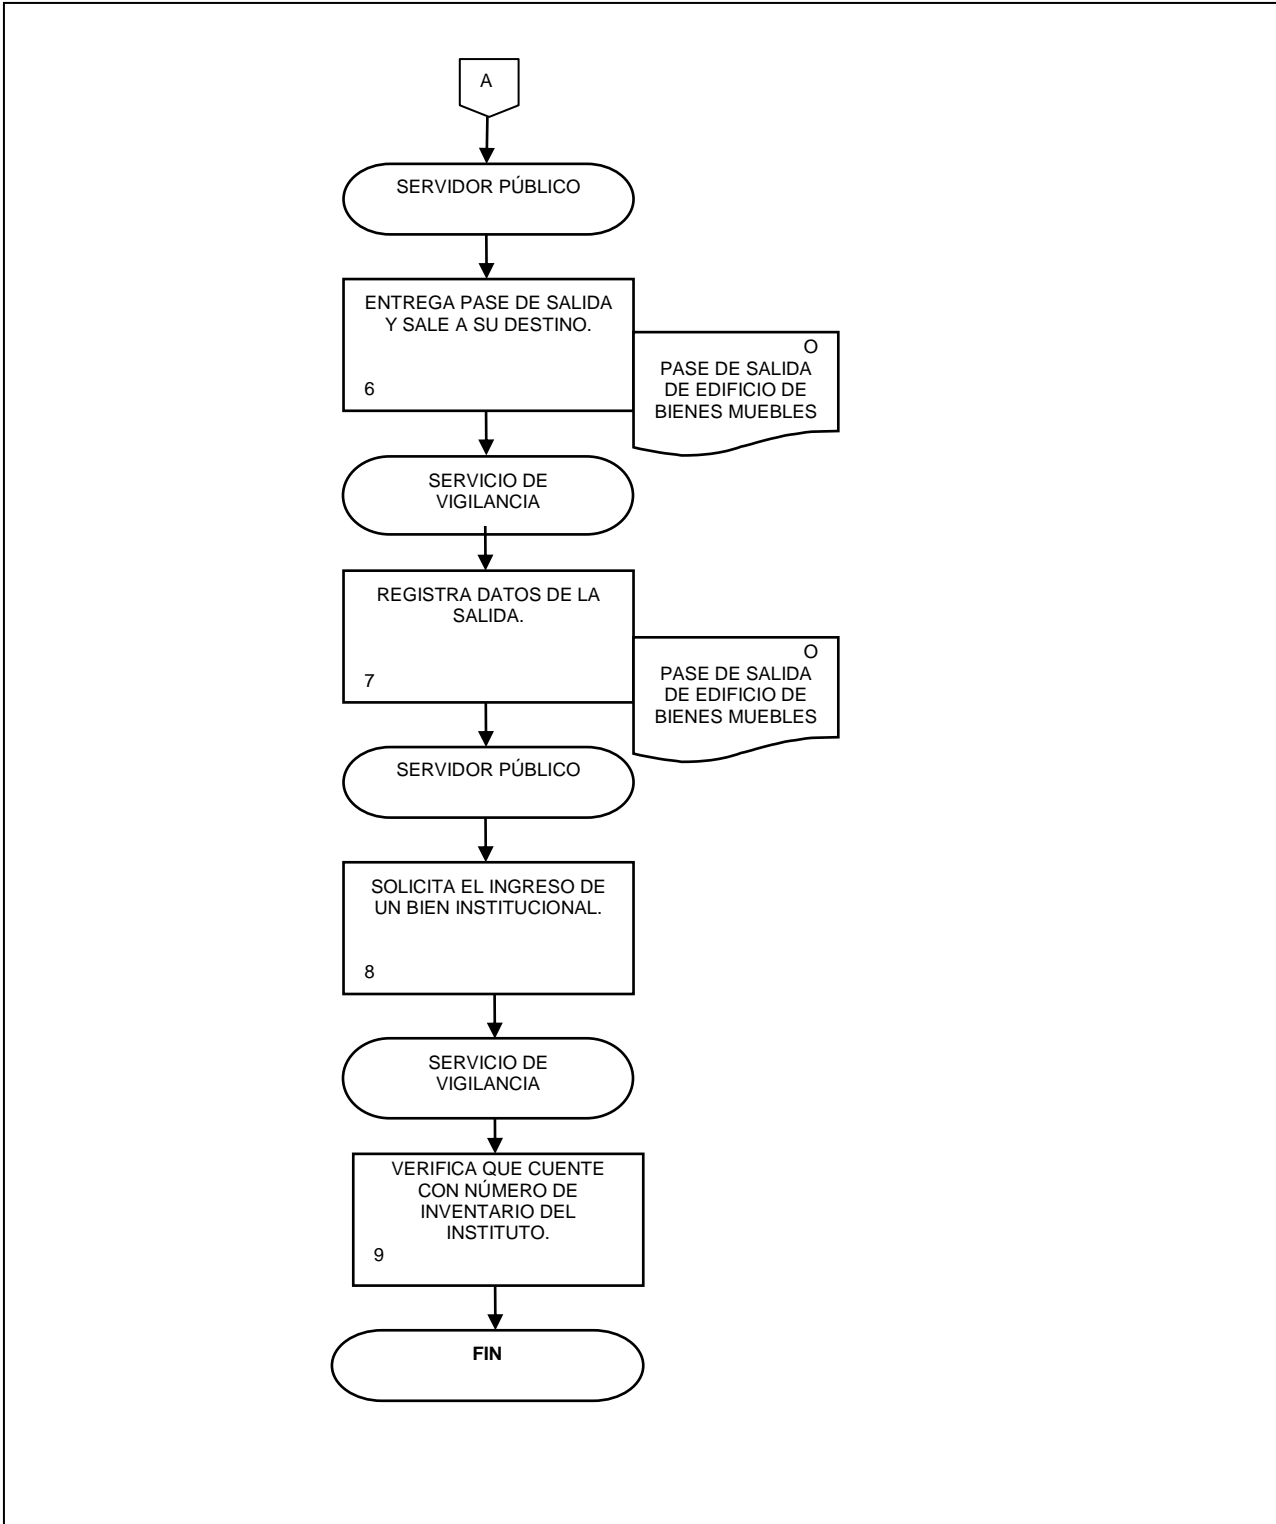 A
SERVIDOR PÚBLICO
ENTREGA PASE DE SALIDA
Y SALE A SU DESTINO.
6
O
PASE DE SALIDA
DE EDIFICIO DE
BIENES MUEBLES
SERVICIO DE
VIGILANCIA
REGISTRA DATOS DE LA
SALIDA.
7
O
PASE DE SALIDA
DE EDIFICIO DE
BIENES MUEBLES
SERVIDOR PÚBLICO
SOLICITA EL INGRESO DE
UN BIEN INSTITUCIONAL.
8
SERVICIO DE
VIGILANCIA
VERIFICA QUE CUENTE
CON NÚMERO DE
INVENTARIO DEL
INSTITUTO.
9
FIN